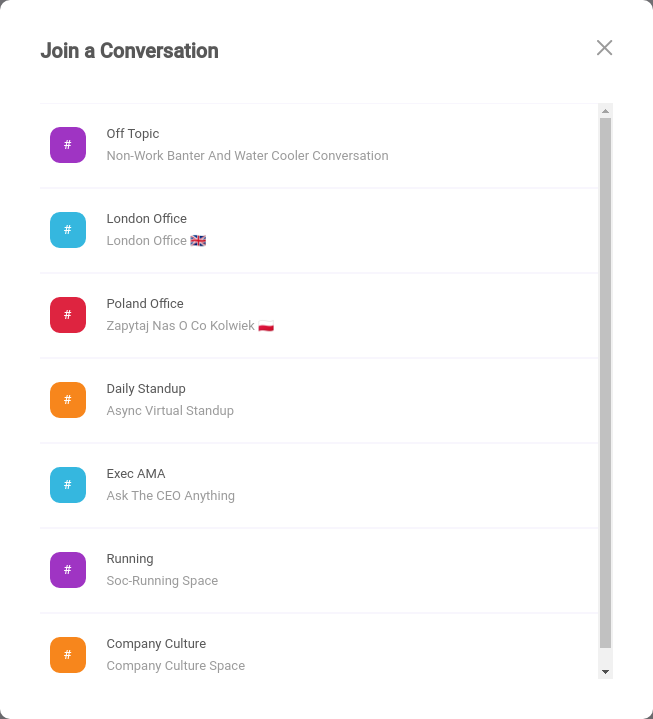 Join a Conversation
# Off Topic
Non-Work Banter And Water Cooler Conversation
# London Office
London Office 🇬🇧
# Poland Office
Zapytaj Nas O Co Kolwiek 🇵🇱
# Daily Standup
Async Virtual Standup
# Exec AMA
Ask The CEO Anything
# Running
Soc-Running Space
# Company Culture
Company Culture Space